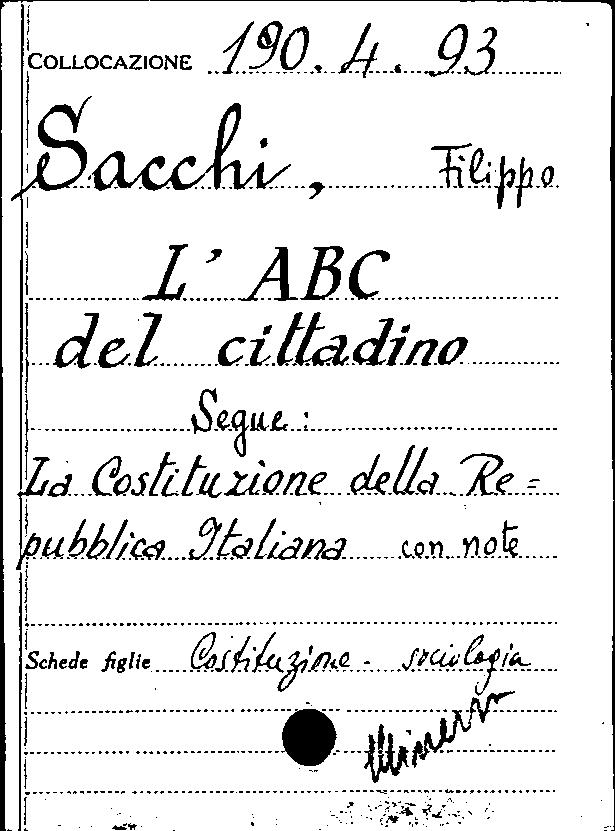 COLLOCAZIONE 190. 4. 93
Sacchi, Filippo
L' ABC
del cittadino
Segue:
La Costituzione della Re=
pubblica Italiana con note
Schede figlie Costituzione - sociologia